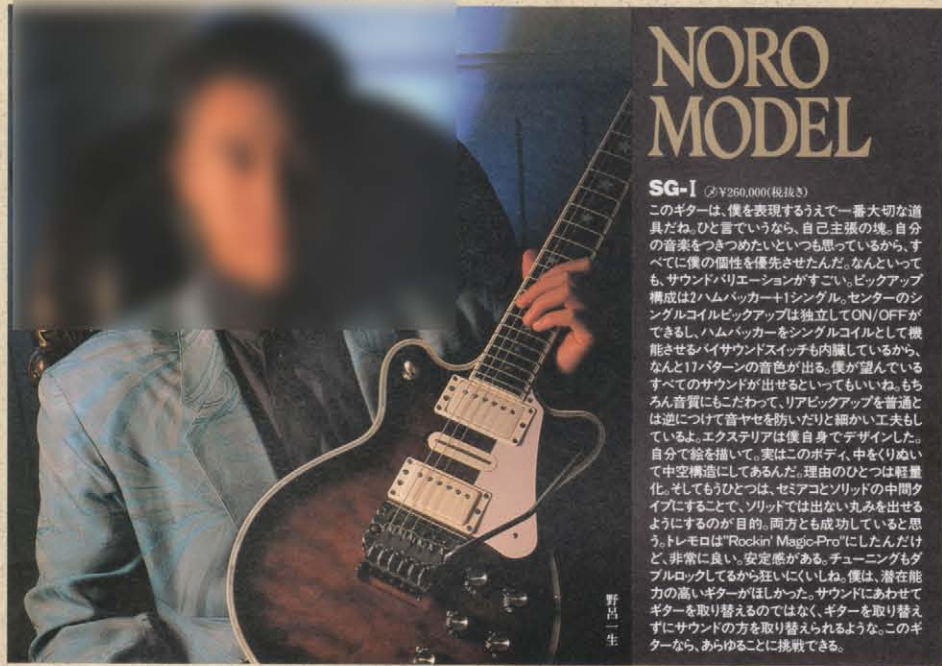 NORO
MODEL
SG-I ㋱¥260,000(税抜き)
このギターは、僕を表現するうえで一番大切な道
具だね。ひと言でいうなら、自己主張の塊。自分
の音楽をつきつめたいといつも思っているから、す
べてに僕の個性を優先させたんだ。なんといって
も、サウンドバリエーションがすごい。ピックアップ
構成は2ハムバッカー+1シングル。センターのシ
ングルコイルピックアップは独立してON/OFFが
できるし、ハムバッカーをシングルコイルとして機
能させるバイサウンドスイッチも内臓しているから、
なんと11パターンの音色が出る。僕が望んでいる
すべてのサウンドが出せるといってもいいね。もち
ろん音質にもこだわって、リアピックアップを普通と
は逆につけて音ヤセを防いだりと細かい工夫もし
ているよ。エクステリアは僕自身でデザインした。
自分で絵を描いて。実はこのボディ、中をくりぬい
て中空構造にしてあるんだ。理由のひとつは軽量
化。そしてもうひとつは、セミアコとソリッドの中間タ
イプにすることで、ソリッドでは出ない丸みを出せる
ようにするのが目的。両方とも成功していると思
う。トレモロは"Rockin' Magic-Pro"にしたんだけ
ど、非常に良い。安定感がある。チューニングもダ
ブルロックしてるから狂いにくいしね。僕は、潜在能
力の高いギターがほしかった。サウンドにあわせて
ギターを取り替えるのではなく、ギターを取り替え
ずにサウンドの方を取り替えられるような。このギ
ターなら、あらゆることに挑戦できる。
野呂一生